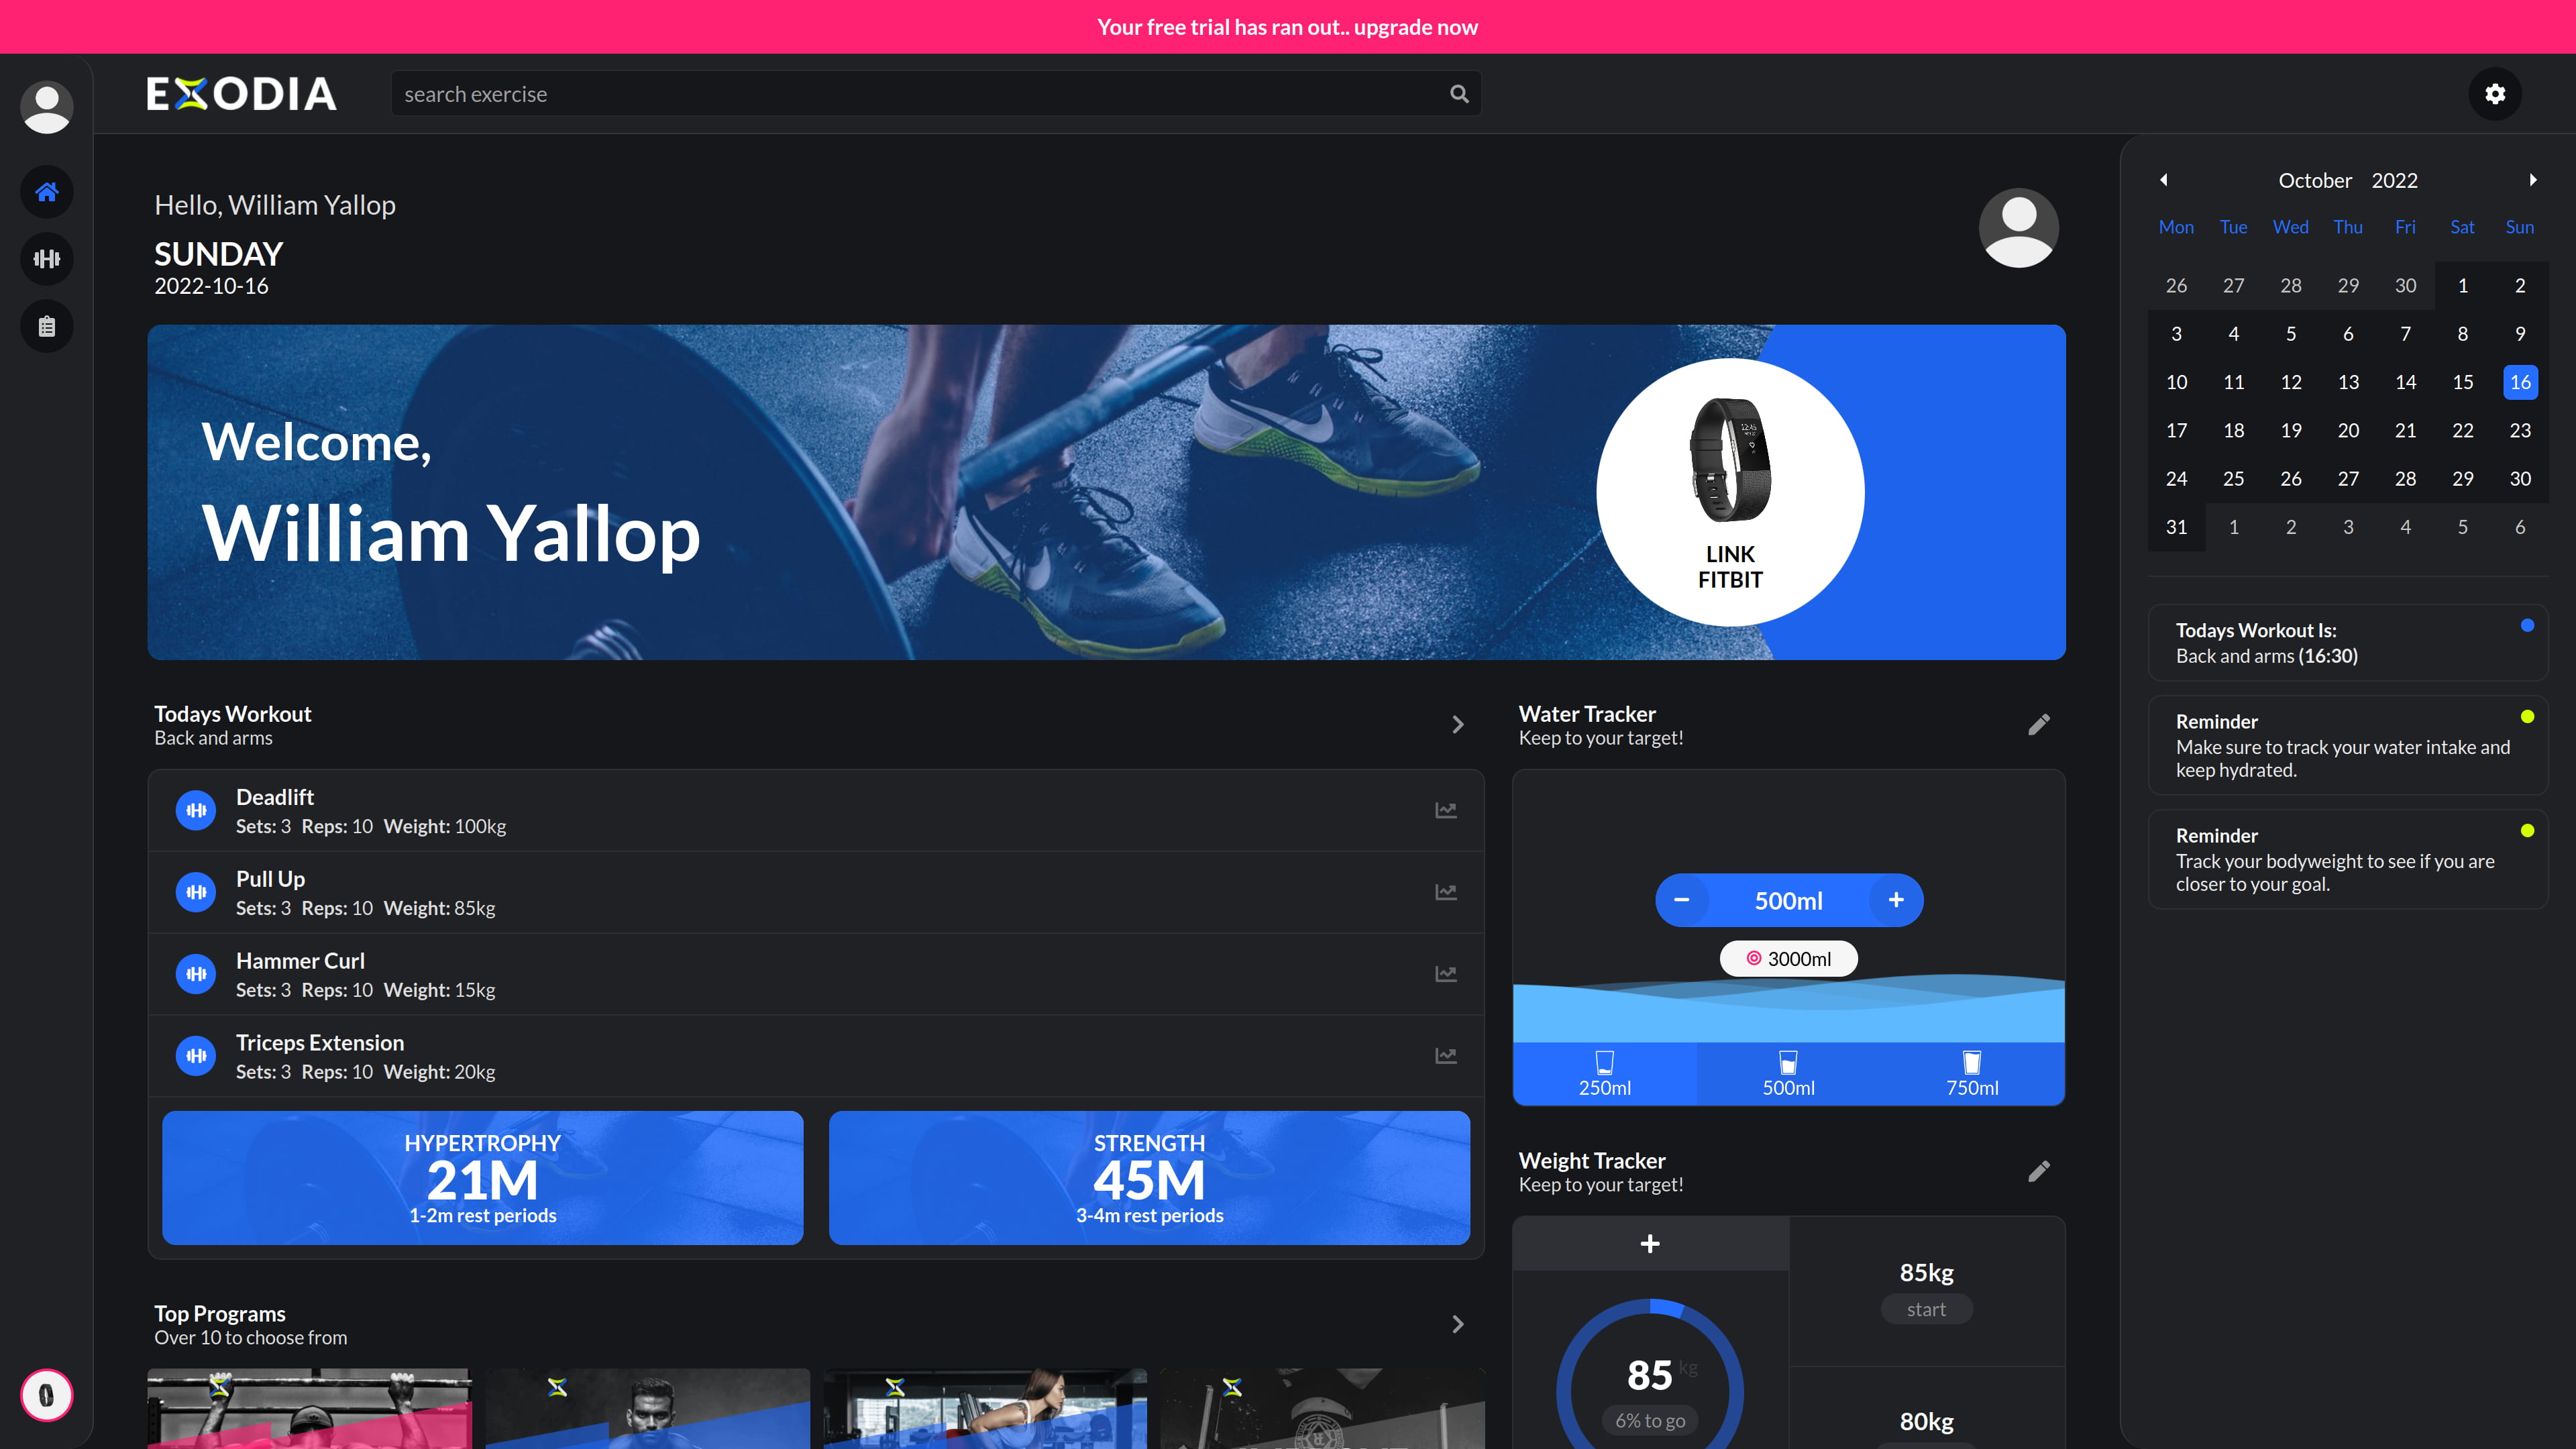 Your free trial has ran out.. upgrade now
EXODIA
search exercise
Hello, William Yallop
SUNDAY
2022-10-16
Welcome,
William Yallop
LINK
FITBIT
Todays Workout
Back and arms
Deadlift
Sets: 3 Reps: 10 Weight: 100kg
Pull Up
Sets: 3 Reps: 10 Weight: 85kg
Hammer Curl
Sets: 3 Reps: 10 Weight: 15kg
Triceps Extension
Sets: 3 Reps: 10 Weight: 20kg
HYPERTROPHY
21M
1-2m rest periods
STRENGTH
45M
3-4m rest periods
Top Programs
Over 10 to choose from
Water Tracker
Keep to your target!
500ml
3000ml
250ml
500ml
750ml
Weight Tracker
Keep to your target!
85 kg
6% to go
85kg
start
80kg
October 2022
Mon Tue Wed Thu Fri Sat Sun
26 27 28 29 30 1 2
3 4 5 6 7 8 9
10 11 12 13 14 15 16
17 18 19 20 21 22 23
24 25 26 27 28 29 30
31 1 2 3 4 5 6
Todays Workout Is:
Back and arms (16:30)
Reminder
Make sure to track your water intake and
keep hydrated.
Reminder
Track your bodyweight to see if you are
closer to your goal.